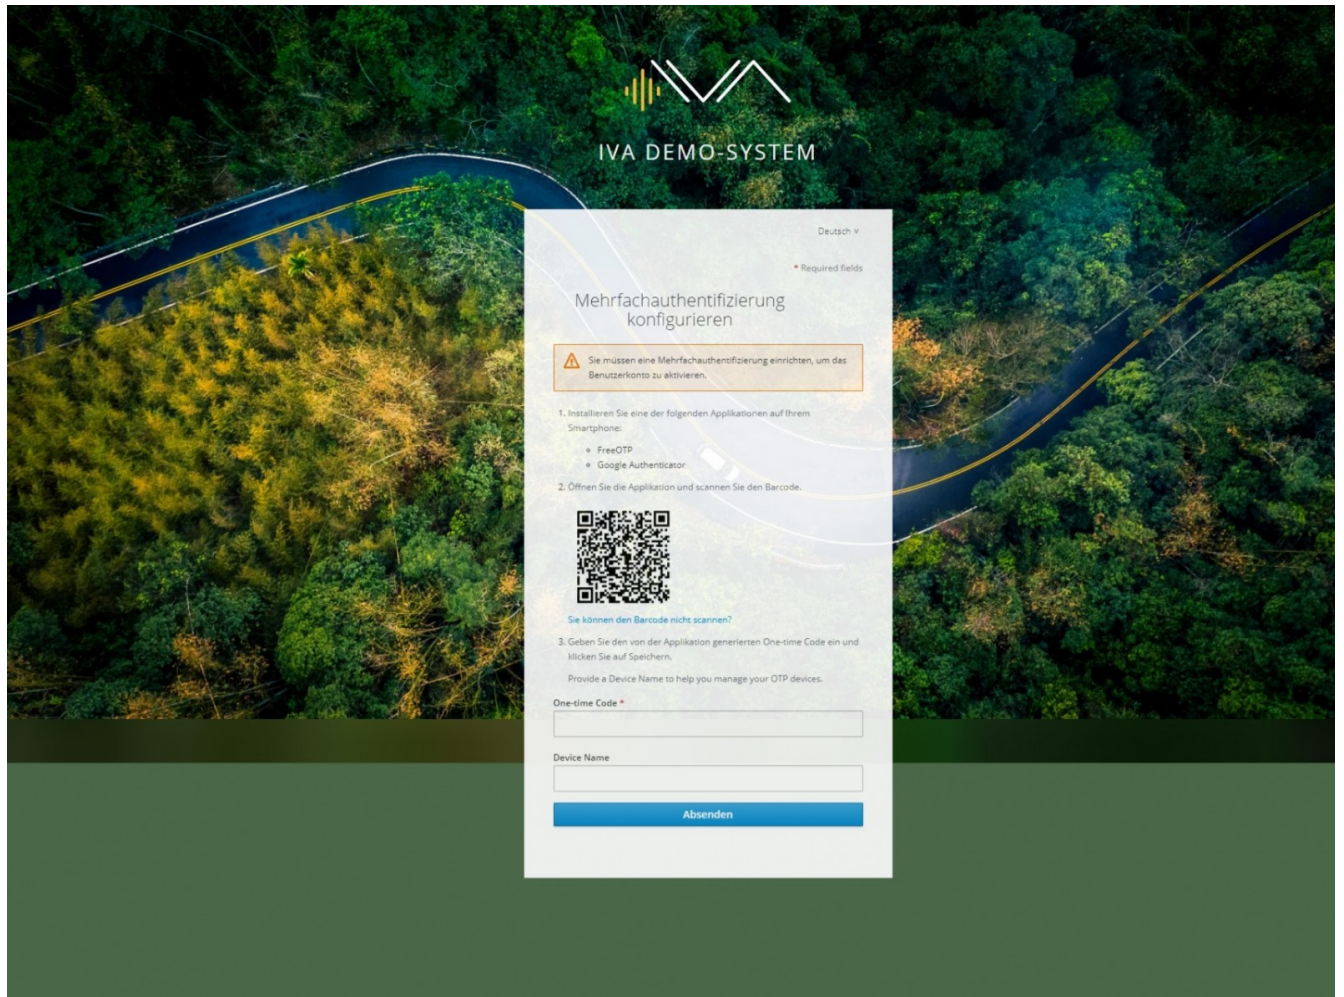 IVA
IVA DEMO-SYSTEM
Deutsch ˅
* Required fields
Mehrfachauthentifizierung
konfigurieren
Sie müssen eine Mehrfachauthentifizierung einrichten, um das
Benutzerkonto zu aktivieren.
1. Installieren Sie eine der folgenden Applikationen auf Ihrem
Smartphone:
FreeOTP
Google Authenticator
2. Öffnen Sie die Applikation und scannen Sie den Barcode.
Sie können den Barcode nicht scannen?
3. Geben Sie den von der Applikation generierten One-time Code ein und
klicken Sie auf Speichern.
Provide a Device Name to help you manage your OTP devices.
One-time Code *
Device Name
Absenden